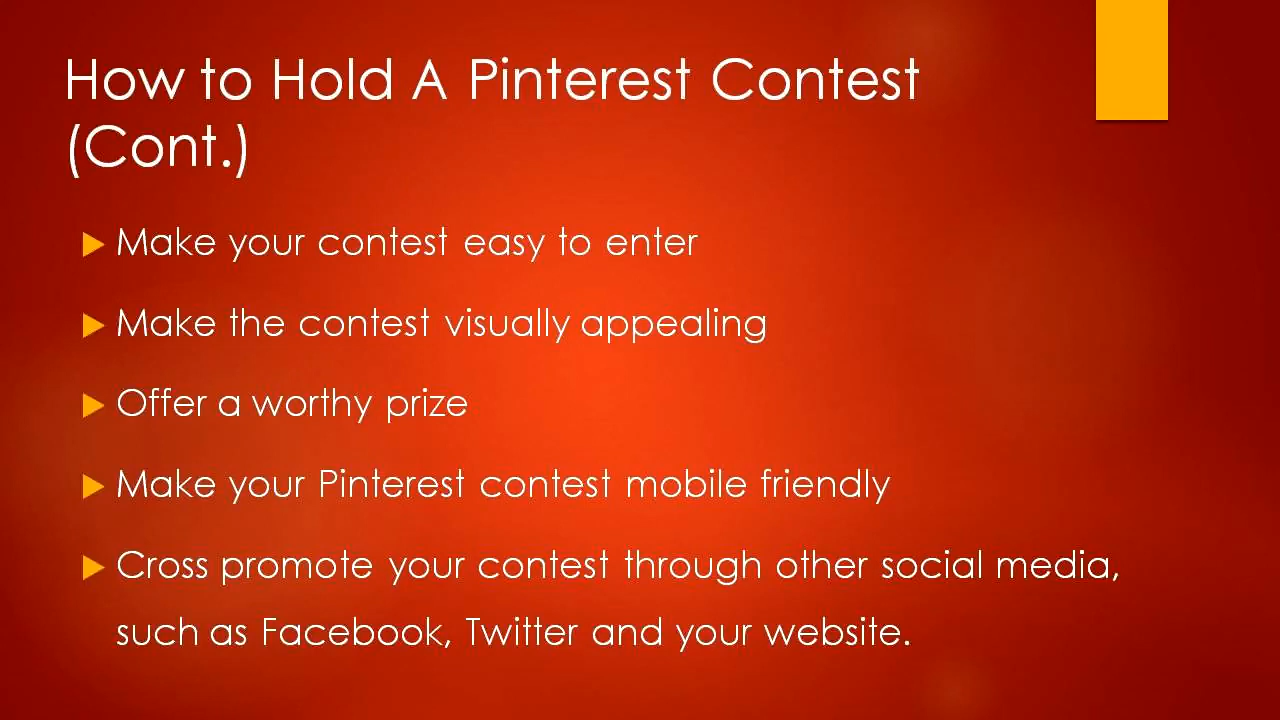 How to Hold A Pinterest Contest
(Cont.)
Make your contest easy to enter
Make the contest visually appealing
Offer a worthy prize
Make your Pinterest contest mobile friendly
Cross promote your contest through other social media,
such as Facebook, Twitter and your website.